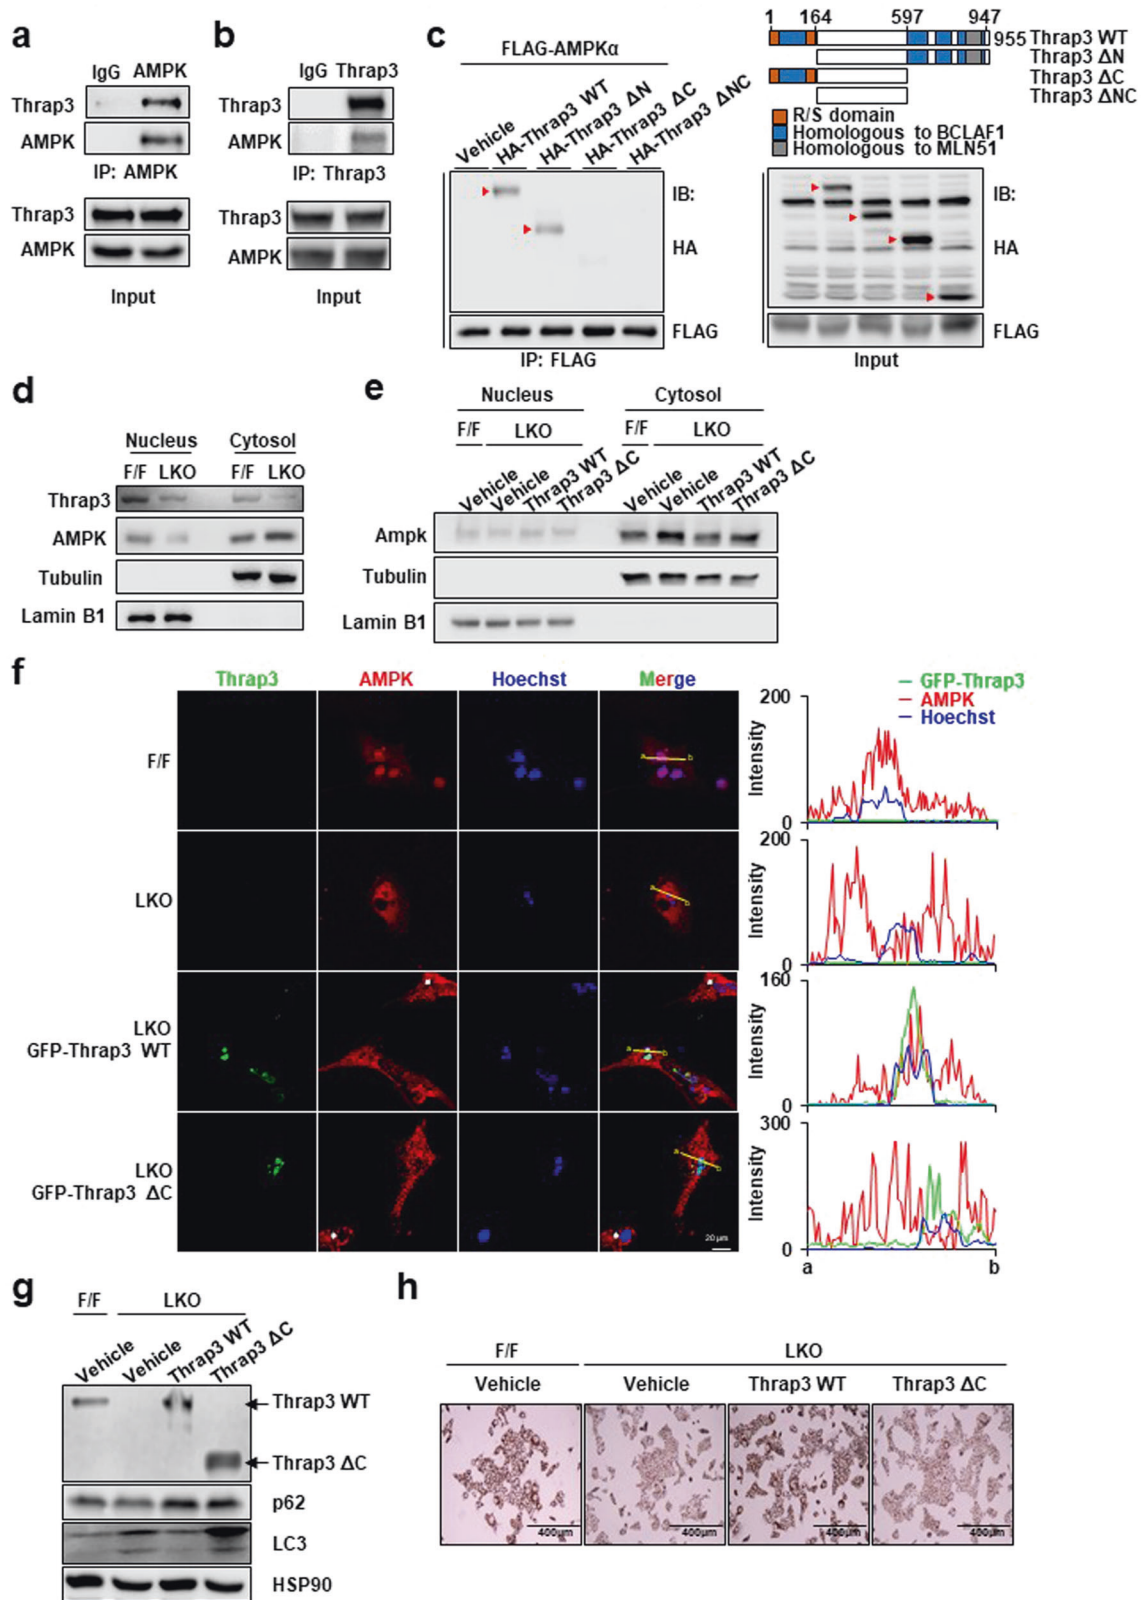 a
IgG AMPK
Thrap3
AMPK
IP: AMPK
Thrap3
AMPK
Input
b
IgG Thrap3
Thrap3
AMPK
IP: Thrap3
Thrap3
AMPK
Input
c
FLAG-AMPKα
Vehicle
HA-Thrap3 WT
HA-Thrap3 ΔN
HA-Thrap3 ΔC
HA-Thrap3 ΔNC
IB:
HA
FLAG
IP: FLAG
1 164 597 947
955 Thrap3 WT
Thrap3 ΔN
Thrap3 ΔC
Thrap3 ΔNC
R/S domain
Homologous to BCLAF1
Homologous to MLN51
IB:
HA
FLAG
Input
d
Nucleus Cytosol
F/F LKO F/F LKO
Thrap3
AMPK
Tubulin
Lamin B1
e
Nucleus Cytosol
F/F LKO F/F LKO
Vehicle Vehicle Thrap3 WT Thrap3 ΔC Vehicle Vehicle Thrap3 WT Thrap3 ΔC
Ampk
Tubulin
Lamin B1
f
Thrap3 AMPK Hoechst Merge
F/F
a b
LKO
a b
LKO
GFP-Thrap3 WT
a b
LKO
GFP-Thrap3 ΔC
a b
20 µm
GFP-Thrap3
AMPK
Hoechst
200
Intensity
0
200
Intensity
0
160
Intensity
0
300
Intensity
0
a b
g
F/F LKO
Vehicle Vehicle Thrap3 WT Thrap3 ΔC
Thrap3 WT
Thrap3 ΔC
p62
LC3
HSP90
h
F/F LKO
Vehicle Vehicle Thrap3 WT Thrap3 ΔC
400µm 400µm 400µm 400µm